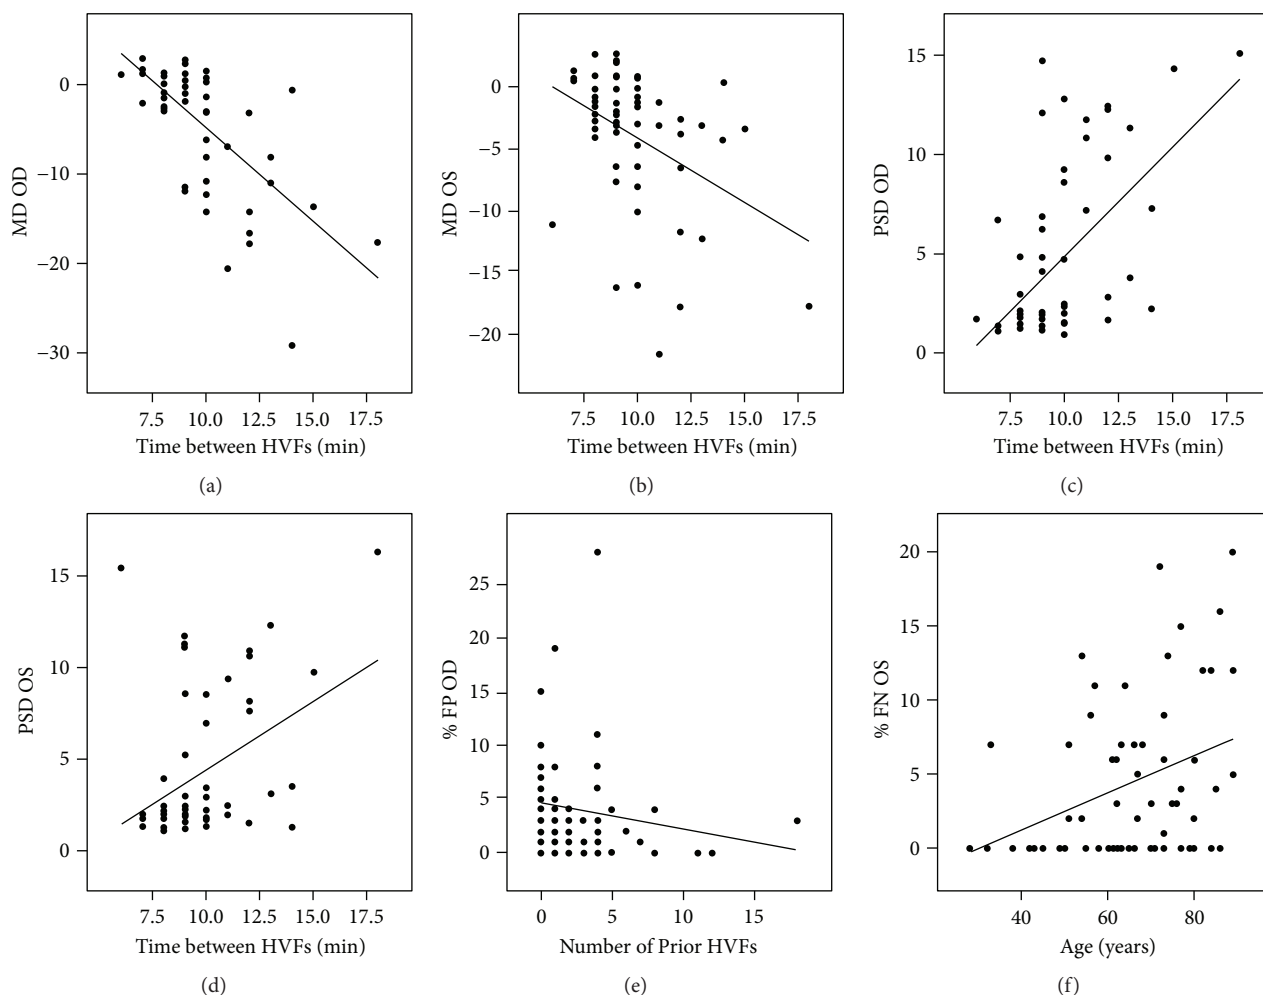 MD OD
0
−10
−20
−30
7.5 10.0 12.5 15.0 17.5
Time between HVFs (min)
(a)
MD OS
0
−5
−10
−15
−20
7.5 10.0 12.5 15.0 17.5
Time between HVFs (min)
(b)
PSD OD
15
10
5
0
7.5 10.0 12.5 15.0 17.5
Time between HVFs (min)
(c)
PSD OS
15
10
5
0
7.5 10.0 12.5 15.0 17.5
Time between HVFs (min)
(d)
% FP OD
25
20
15
10
5
0
0 5 10 15
Number of Prior HVFs
(e)
% FN OS
20
15
10
5
0
40 60 80
Age (years)
(f)